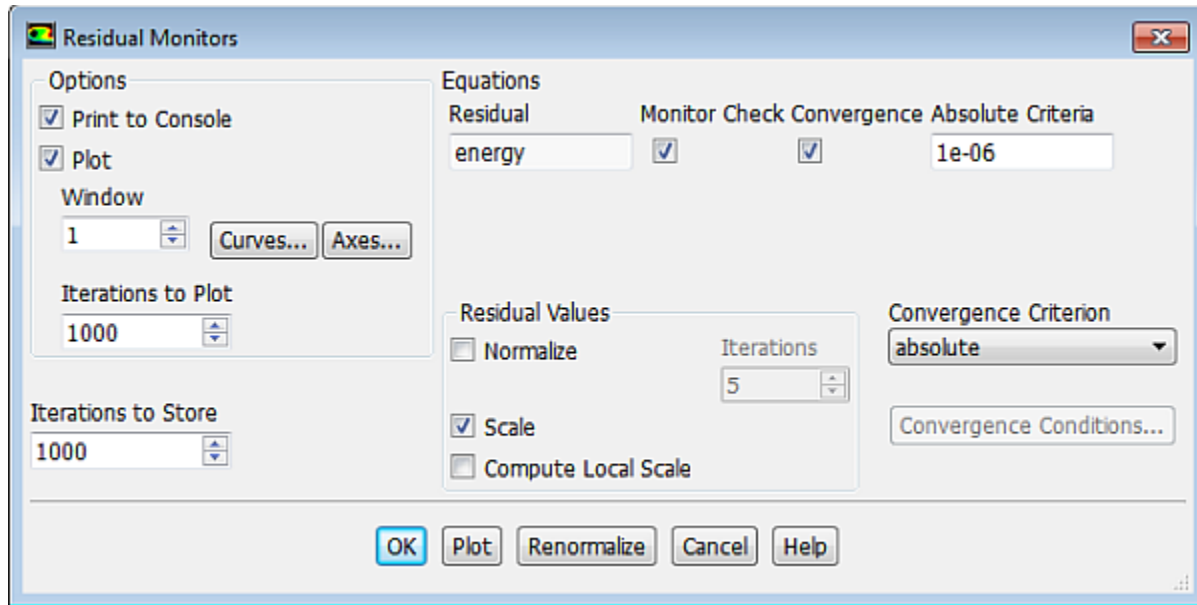 Residual Monitors
Options
Print to Console
Plot
Window
1
Curves...
Axes...
Iterations to Plot
1000
Iterations to Store
1000
Equations
Residual Monitor Check Convergence Absolute Criteria
energy 1e-06
Residual Values
Normalize
Iterations
5
Scale
Compute Local Scale
Convergence Criterion
absolute
Convergence Conditions...
OK Plot Renormalize Cancel Help